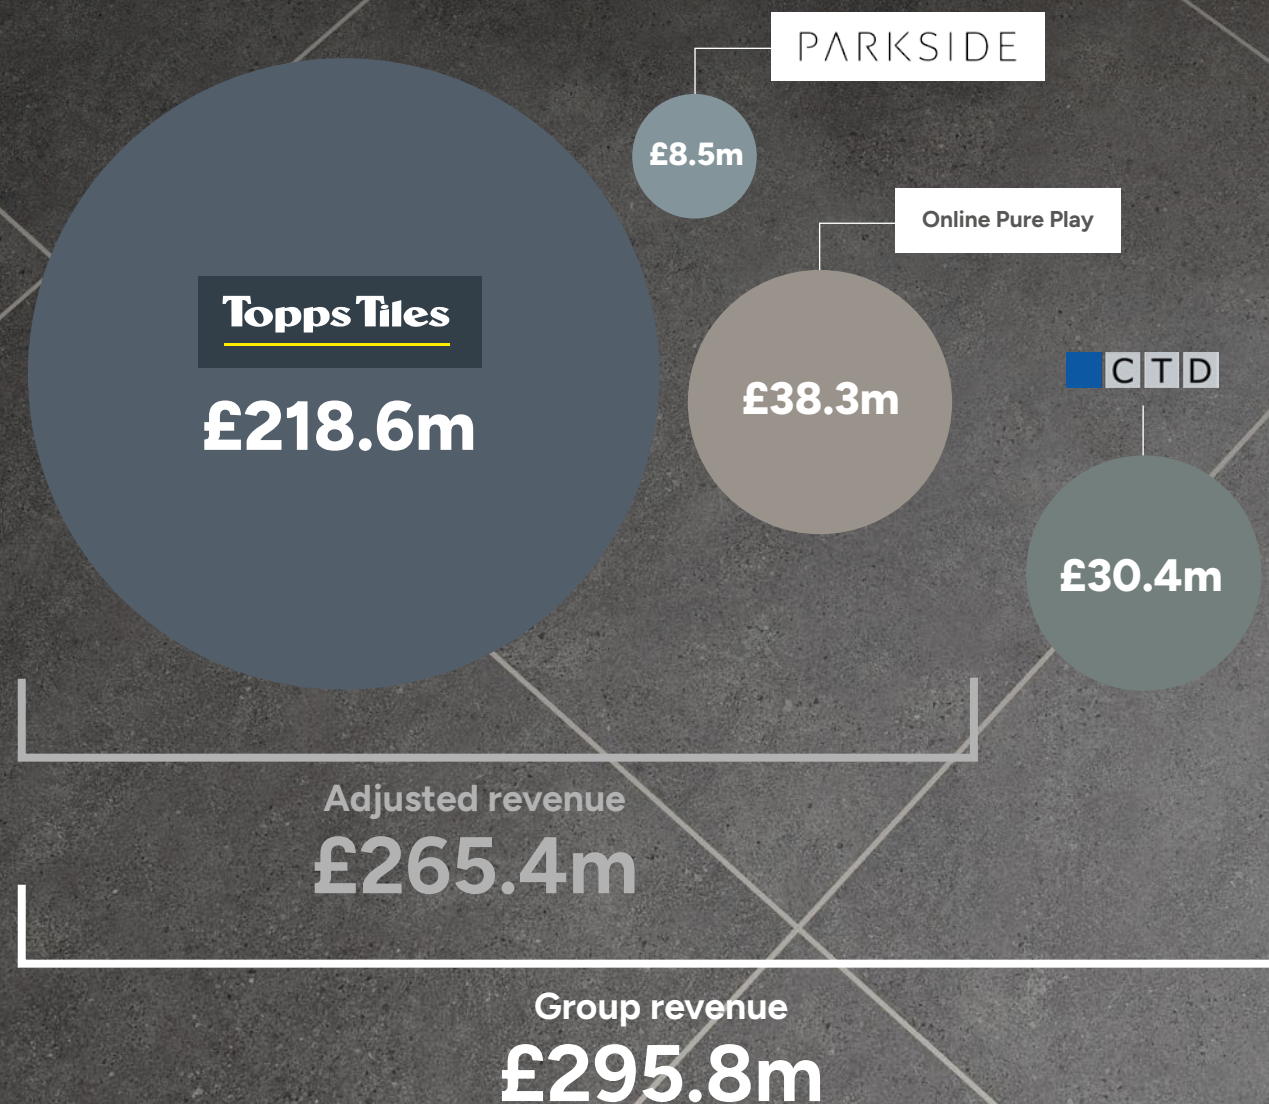 PARKSIDE
£8.5m
Online Pure Play
Topps Tiles
£218.6m
£38.3m
CTD
£30.4m
Adjusted revenue
£265.4m
Group revenue
£295.8m